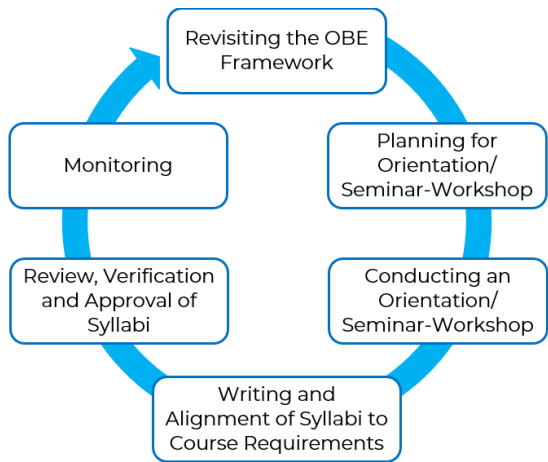 Revisiting the OBE
Framework
Planning for
Orientation/
Seminar-Workshop
Conducting an
Orientation/
Seminar-Workshop
Writing and
Alignment of Syllabi to
Course Requirements
Review, Verification
and Approval of
Syllabi
Monitoring